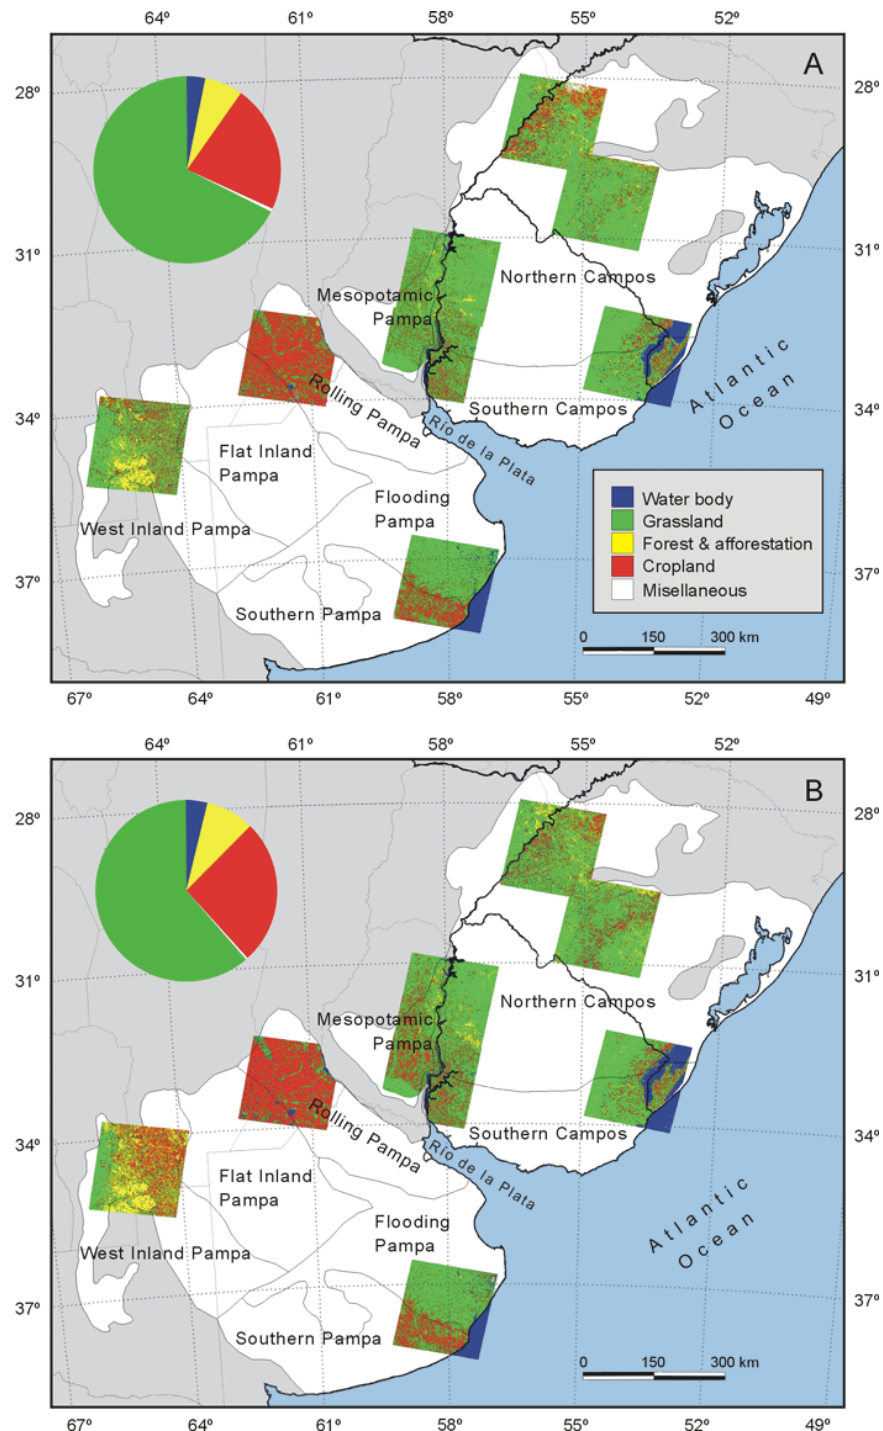 64º 61º 58º 55º 52º
A
28º 28º
31º 31º
34º 34º
37º 37º
Northern Campos
Mesopotamic
Pampa
Rolling Pampa
Southern Campos
Río de la Plata
Atlantic
Ocean
Flat Inland
Pampa
Flooding
Pampa
West Inland Pampa
Southern Pampa
Water body
Grassland
Forest & afforestation
Cropland
Misellaneous
0 150 300 km
67º 64º 61º 58º 55º 52º 49º
64º 61º 58º 55º 52º
B
28º 28º
31º 31º
34º 34º
37º 37º
Northern Campos
Mesopotamic
Pampa
Rolling Pampa
Southern Campos
Río de la Plata
Atlantic
Ocean
Flat Inland
Pampa
Flooding
Pampa
West Inland Pampa
Southern Pampa
0 150 300 km
67º 64º 61º 58º 55º 52º 49º